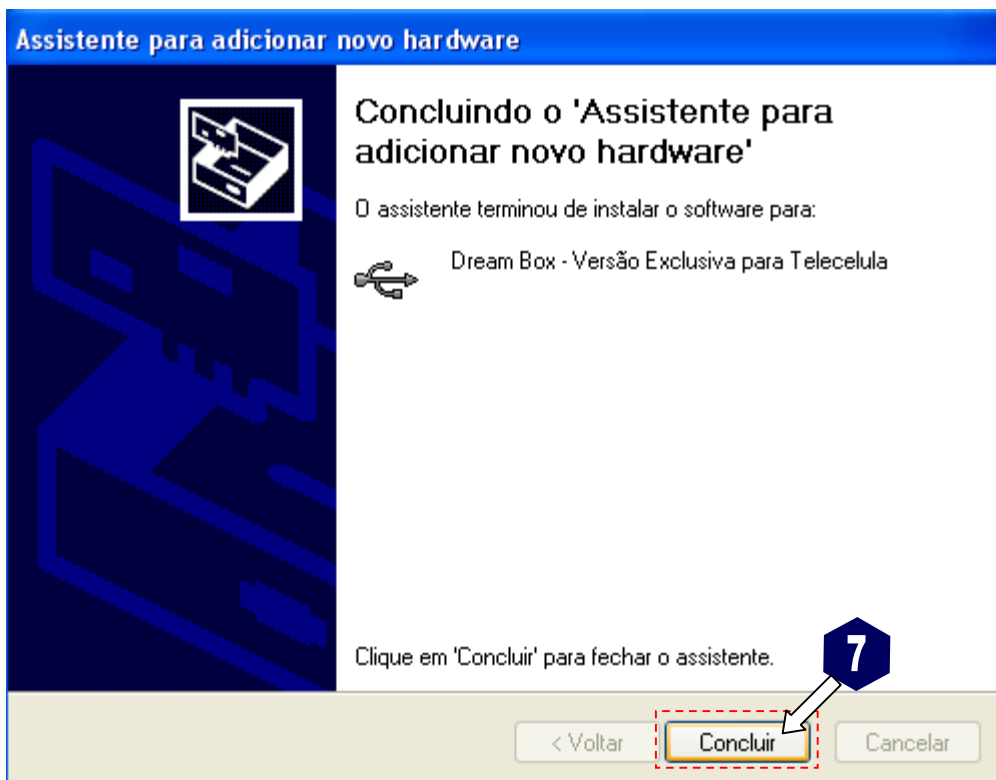 Assistente para adicionar novo hardware
Concluindo o 'Assistente para
adicionar novo hardware'
O assistente terminou de instalar o software para:
Dream Box - Versão Exclusiva para Telecelula
Clique em 'Concluir' para fechar o assistente.
7
< Voltar
Concluir
Cancelar